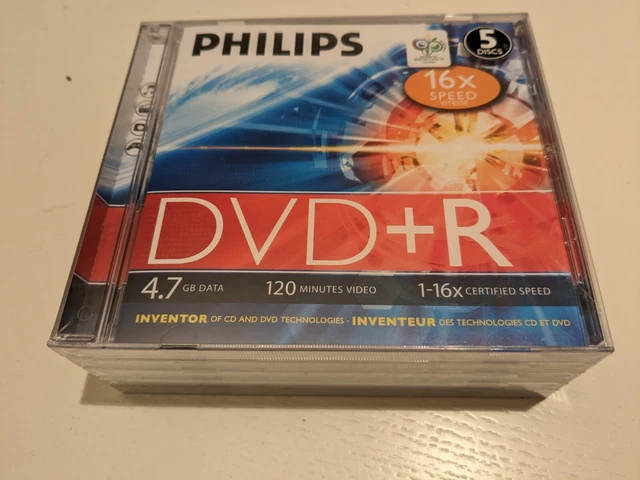 PHILIPS
5
DISCS
16x
SPEED
DVD+R
4.7 GB DATA
120 MINUTES VIDEO
1-16x CERTIFIED SPEED
INVENTOR OF CD AND DVD TECHNOLOGIES - INVENTEUR DES TECHNOLOGIES CD ET DVD